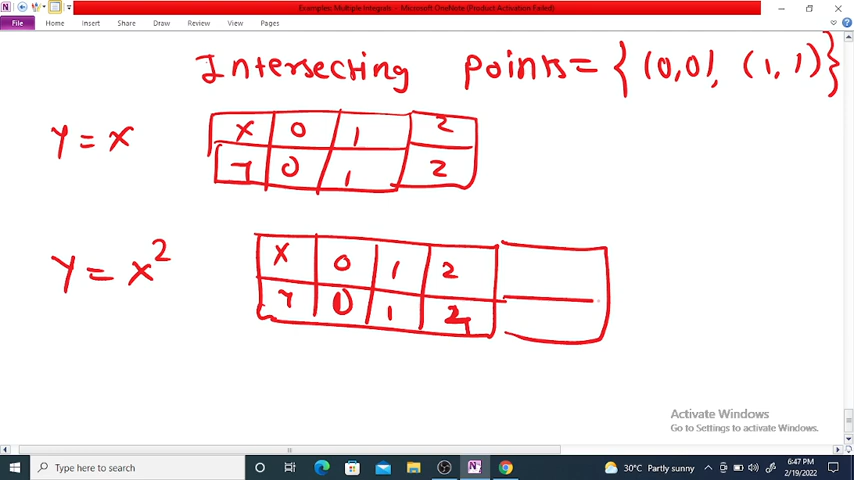 Examples: Multiple Integrals - Microsoft OneNote (Product Activation Failed)
File Home Insert Share Draw Review View Pages
Intersecting points = { (0,0), (1,1) }
Y = X
X 0 1 2
Y 0 1 2
Y = X²
X 0 1 2
Y 0 1
Activate Windows
Go to Settings to activate Windows.
Type here to search
30°C Partly sunny
6:47 PM
2/19/2022